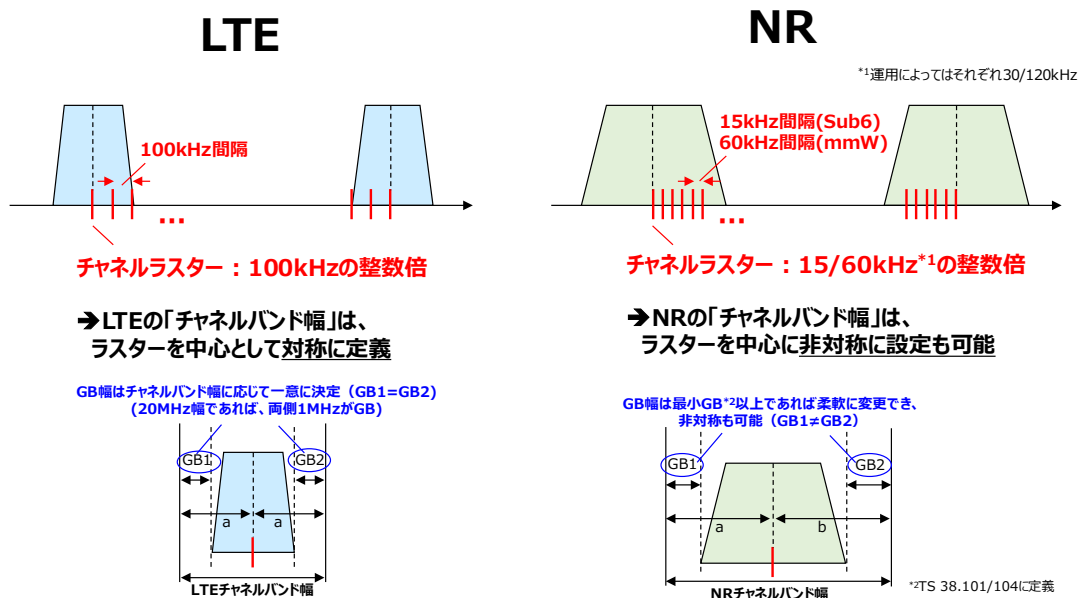 LTE
100kHz間隔
...
チャネルラスター：100kHzの整数倍
➔LTEの「チャネルバンド幅」は、
ラスターを中心として対称に定義
GB幅はチャネルバンド幅に応じて一意に決定（GB1=GB2）
(20MHz幅であれば、両側1MHzがGB)
GB1
GB2
a
a
LTEチャネルバンド幅
NR
*1運用によってはそれぞれ30/120kHz
15kHz間隔(Sub6)
60kHz間隔(mmW)
...
チャネルラスター：15/60kHz*1の整数倍
➔NRの「チャネルバンド幅」は、
ラスターを中心に非対称に設定も可能
GB幅は最小GB*2以上であれば柔軟に変更でき、
非対称も可能（GB1≠GB2）
GB1
GB2
a
b
NRチャネルバンド幅
*2TS 38.101/104に定義